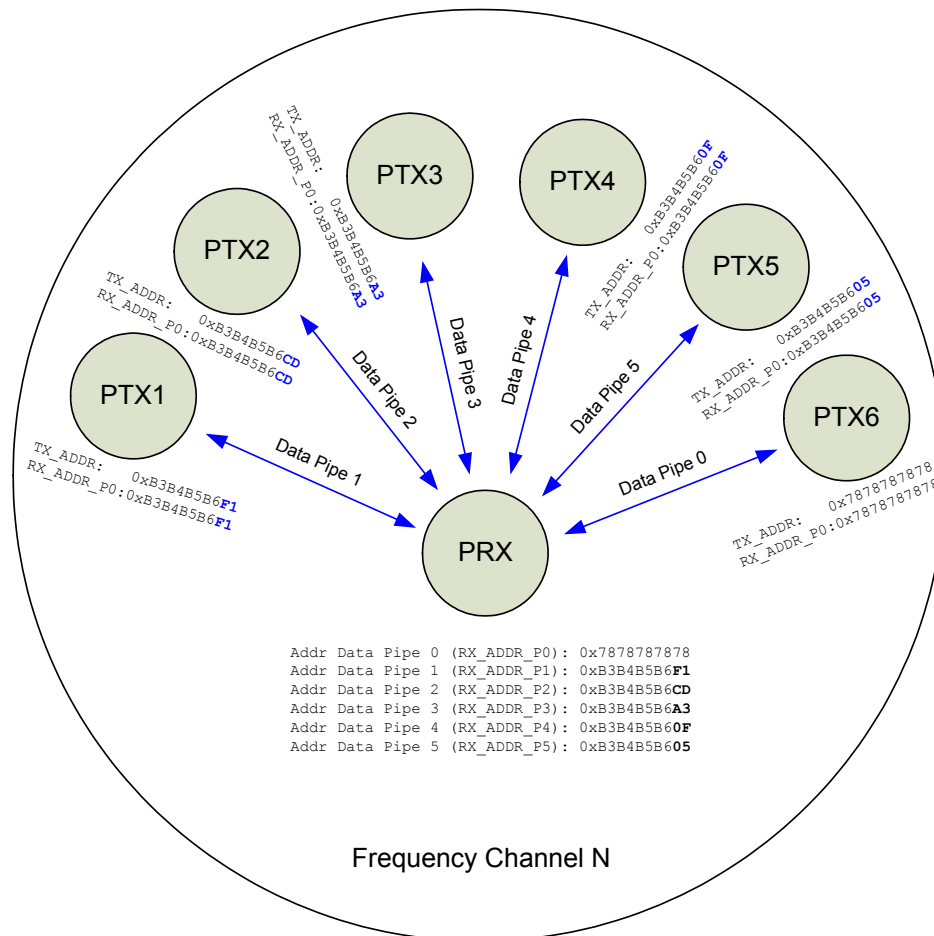 PTX3
PTX4
TX_ADDR: 0xB3B4B5B6A3
RX_ADDR_P0:0xB3B4B5B6A3
TX_ADDR: 0xB3B4B5B60F
RX_ADDR_P0:0xB3B4B5B60F
PTX2
PTX5
TX_ADDR: 0xB3B4B5B6CD
RX_ADDR_P0:0xB3B4B5B6CD
TX_ADDR: 0xB3B4B5B605
RX_ADDR_P0:0xB3B4B5B605
PTX1
PTX6
TX_ADDR: 0xB3B4B5B6F1
RX_ADDR_P0:0xB3B4B5B6F1
TX_ADDR: 0x7878787878
RX_ADDR_P0:0x7878787878
Data Pipe 1
Data Pipe 2
Data Pipe 3
Data Pipe 4
Data Pipe 5
Data Pipe 0
PRX
Addr Data Pipe 0 (RX_ADDR_P0): 0x7878787878
Addr Data Pipe 1 (RX_ADDR_P1): 0xB3B4B5B6F1
Addr Data Pipe 2 (RX_ADDR_P2): 0xB3B4B5B6CD
Addr Data Pipe 3 (RX_ADDR_P3): 0xB3B4B5B6A3
Addr Data Pipe 4 (RX_ADDR_P4): 0xB3B4B5B60F
Addr Data Pipe 5 (RX_ADDR_P5): 0xB3B4B5B605
Frequency Channel N